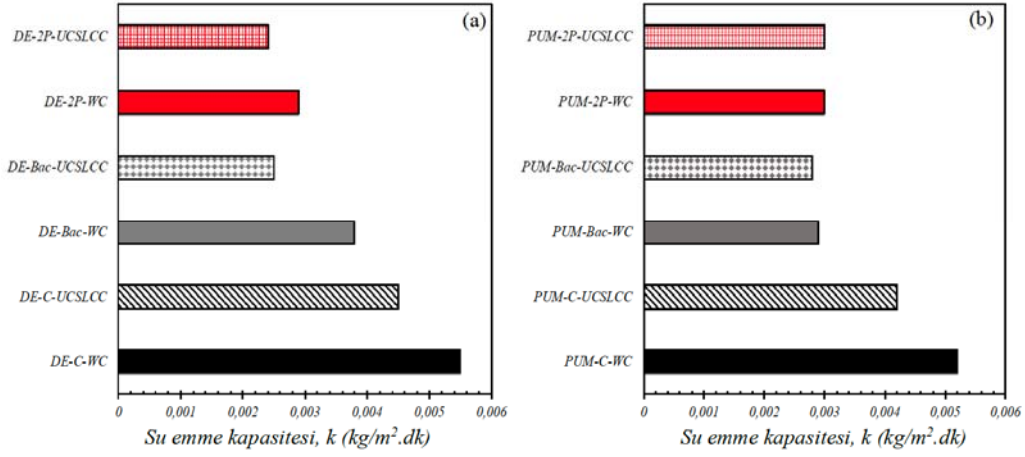 (a)
DE-2P-UCSLCC
DE-2P-WC
DE-Bac-UCSLCC
DE-Bac-WC
DE-C-UCSLCC
DE-C-WC
0 0,001 0,002 0,003 0,004 0,005 0,006
Su emme kapasitesi, k (kg/m².dk)
(b)
PUM-2P-UCSLCC
PUM-2P-WC
PUM-Bac-UCSLCC
PUM-Bac-WC
PUM-C-UCSLCC
PUM-C-WC
0 0,001 0,002 0,003 0,004 0,005 0,006
Su emme kapasitesi, k (kg/m².dk)